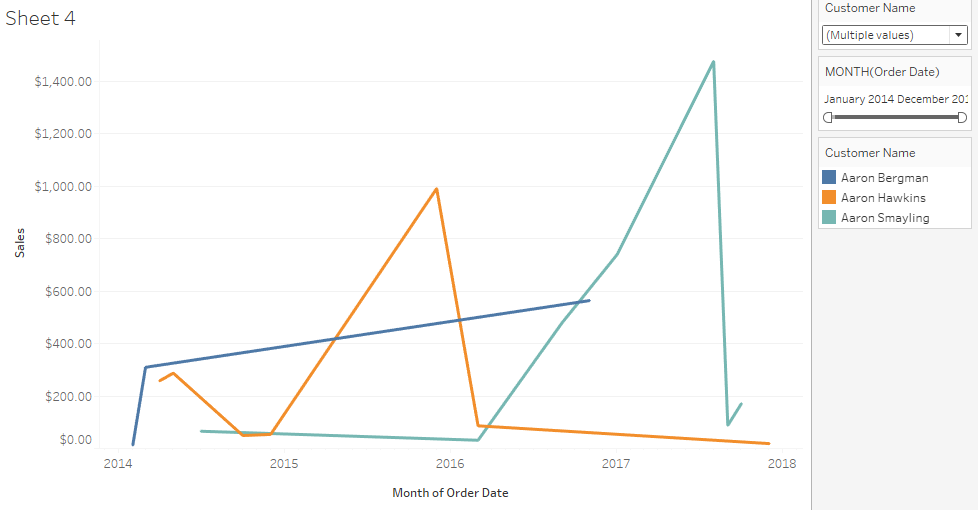 Sheet 4
$1,400.00
$1,200.00
$1,000.00
$800.00
$600.00
$400.00
$200.00
$0.00
Sales
2014 2015 2016 2017 2018
Month of Order Date
Customer Name
(Multiple values)
MONTH(Order Date)
January 2014 December 201
Customer Name
Aaron Bergman
Aaron Hawkins
Aaron Smayling